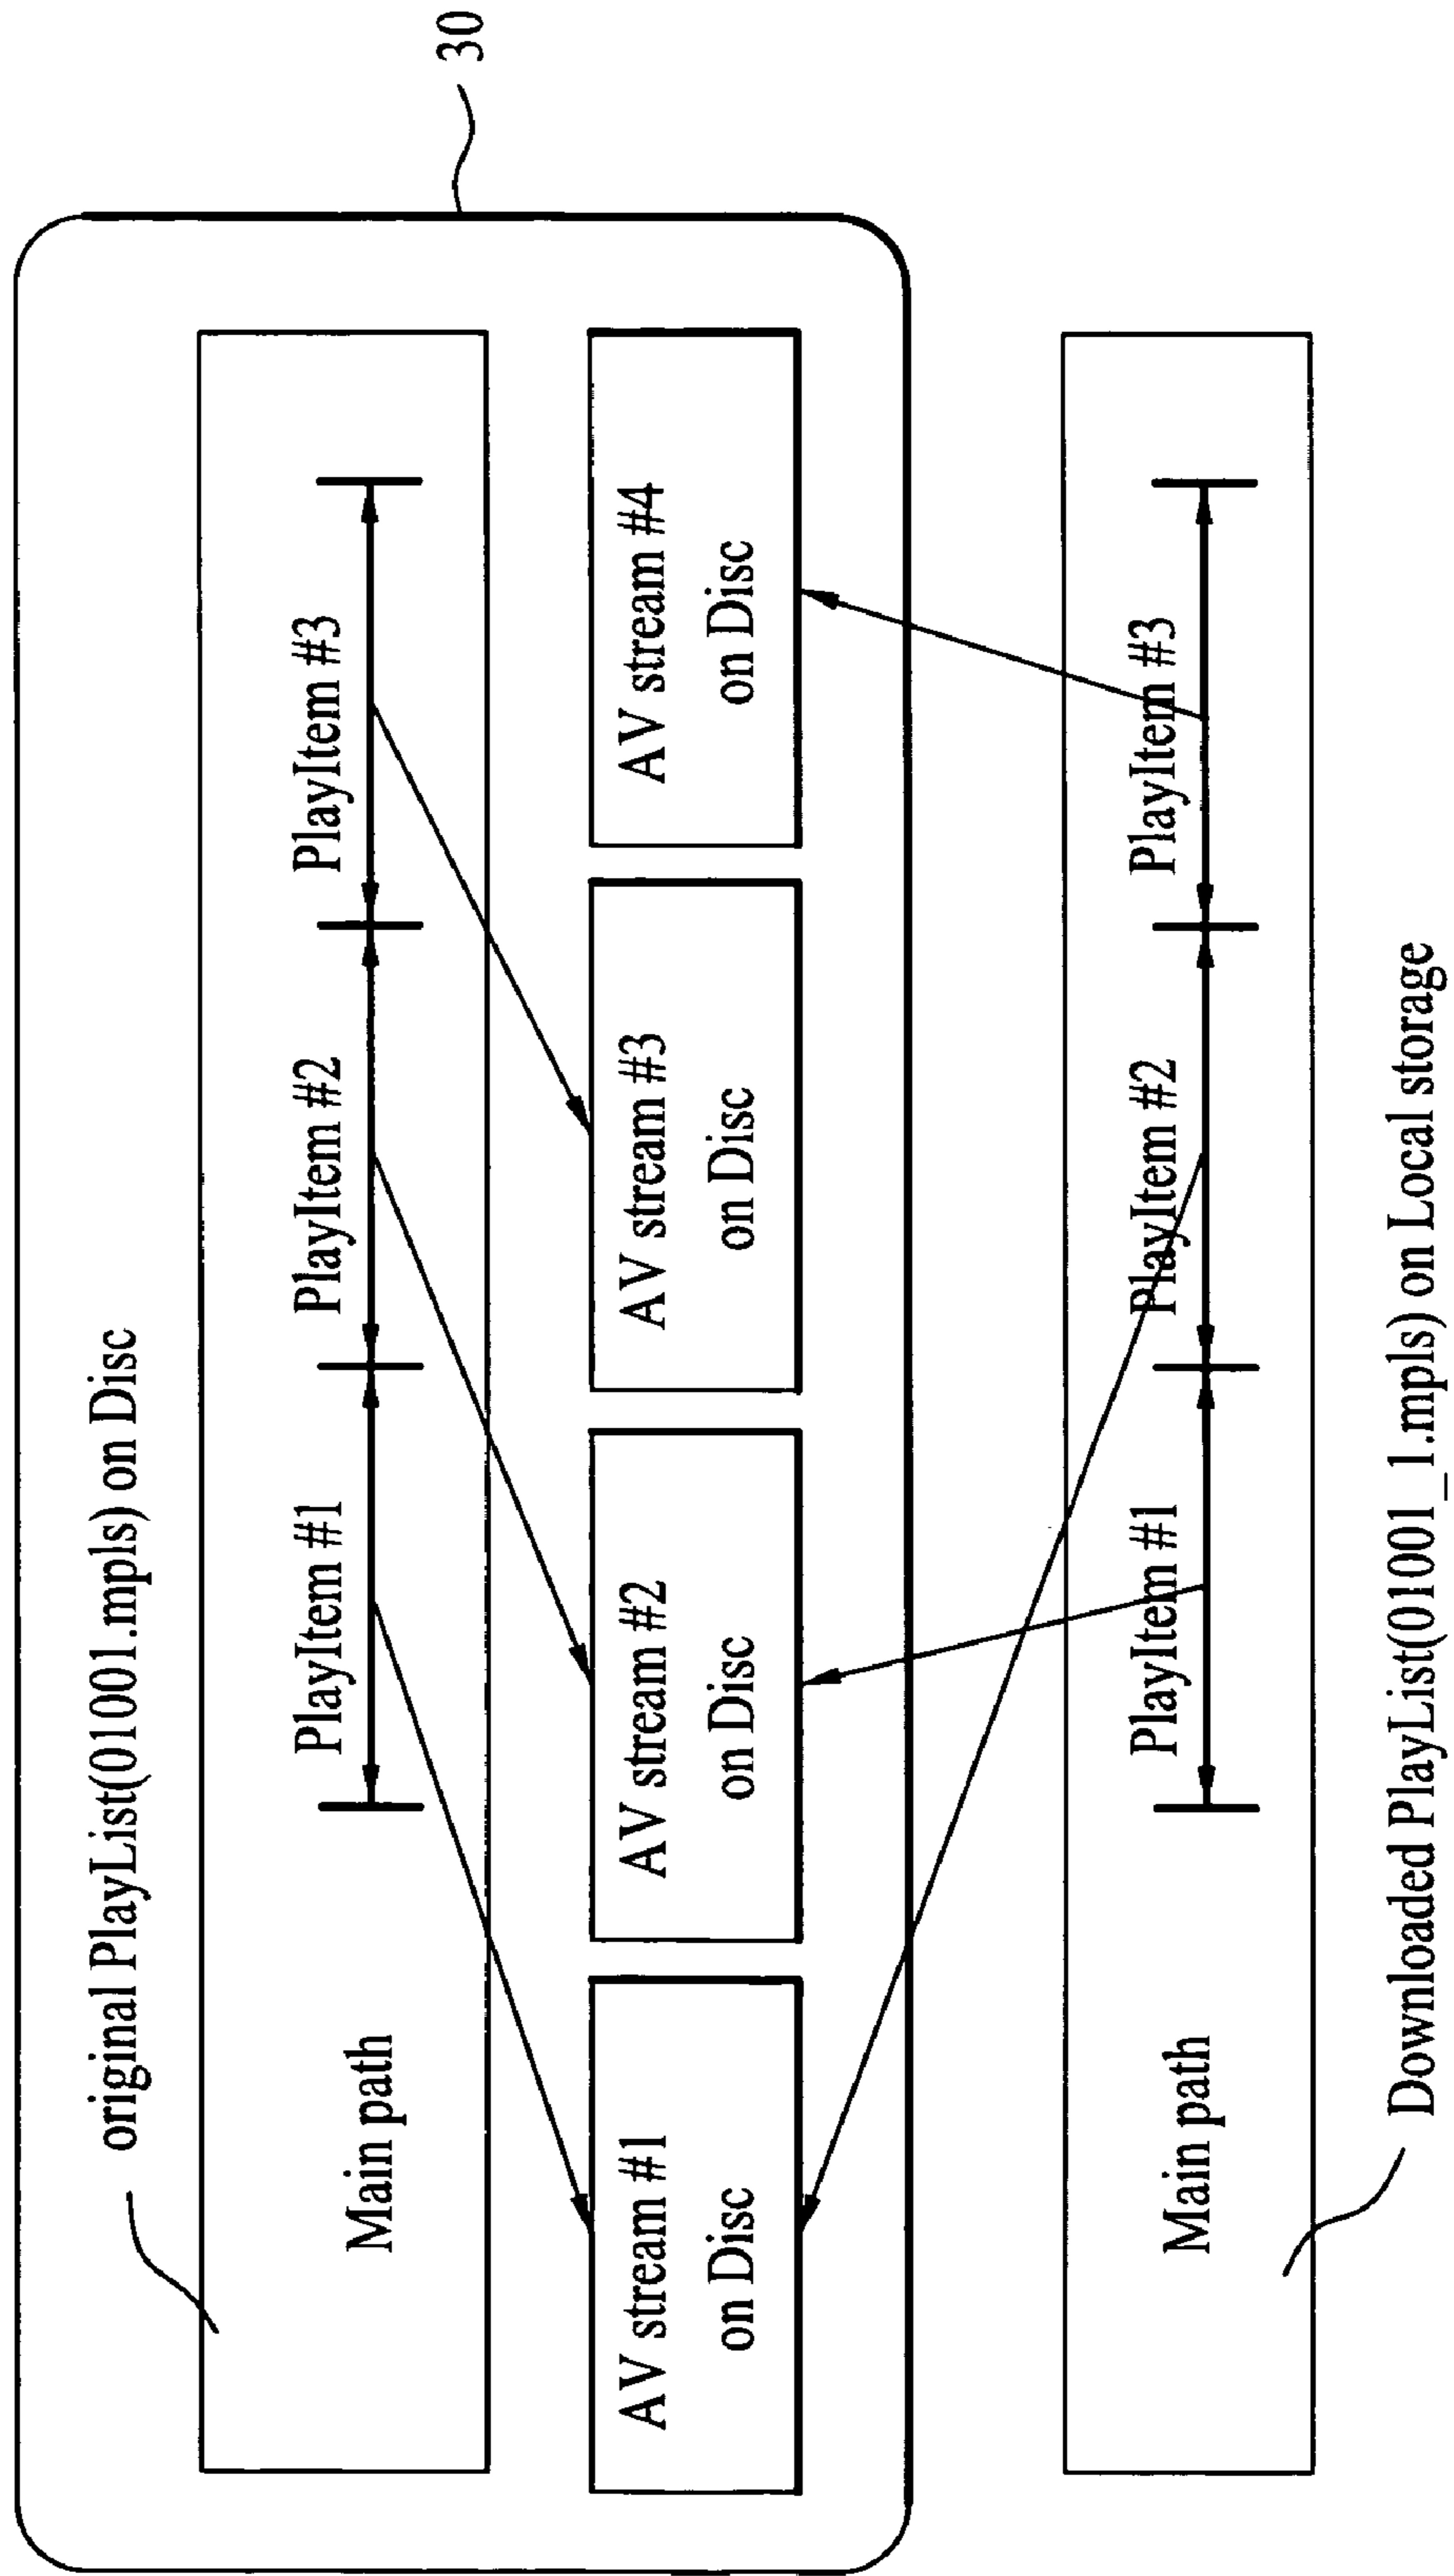 30
original PlayList(01001.mpls) on Disc
Main path
PlayItem #1
PlayItem #2
PlayItem #3
AV stream #1
on Disc
AV stream #2
on Disc
AV stream #3
on Disc
AV stream #4
on Disc
Main path
PlayItem #1
PlayItem #2
PlayItem #3
Downloaded PlayList(01001_1.mpls) on Local storage